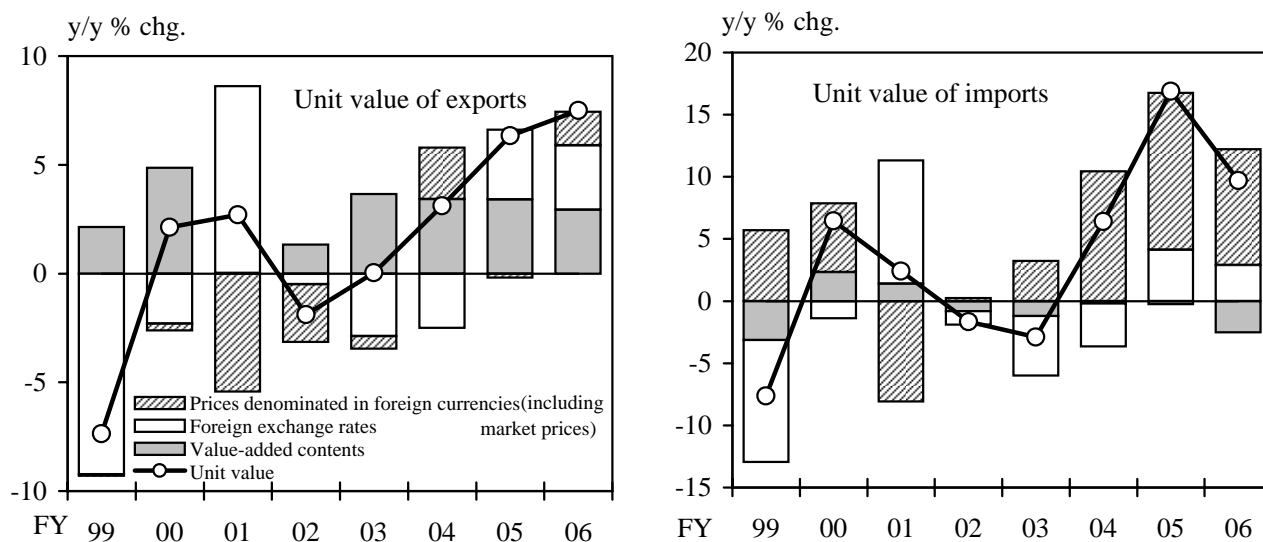 y/y % chg.
10
5
0
-5
-10
Unit value of exports
Prices denominated in foreign currencies(including
market prices)
Foreign exchange rates
Value-added contents
Unit value
FY 99 00 01 02 03 04 05 06
y/y % chg.
20
15
10
5
0
-5
-10
-15
Unit value of imports
FY 99 00 01 02 03 04 05 06